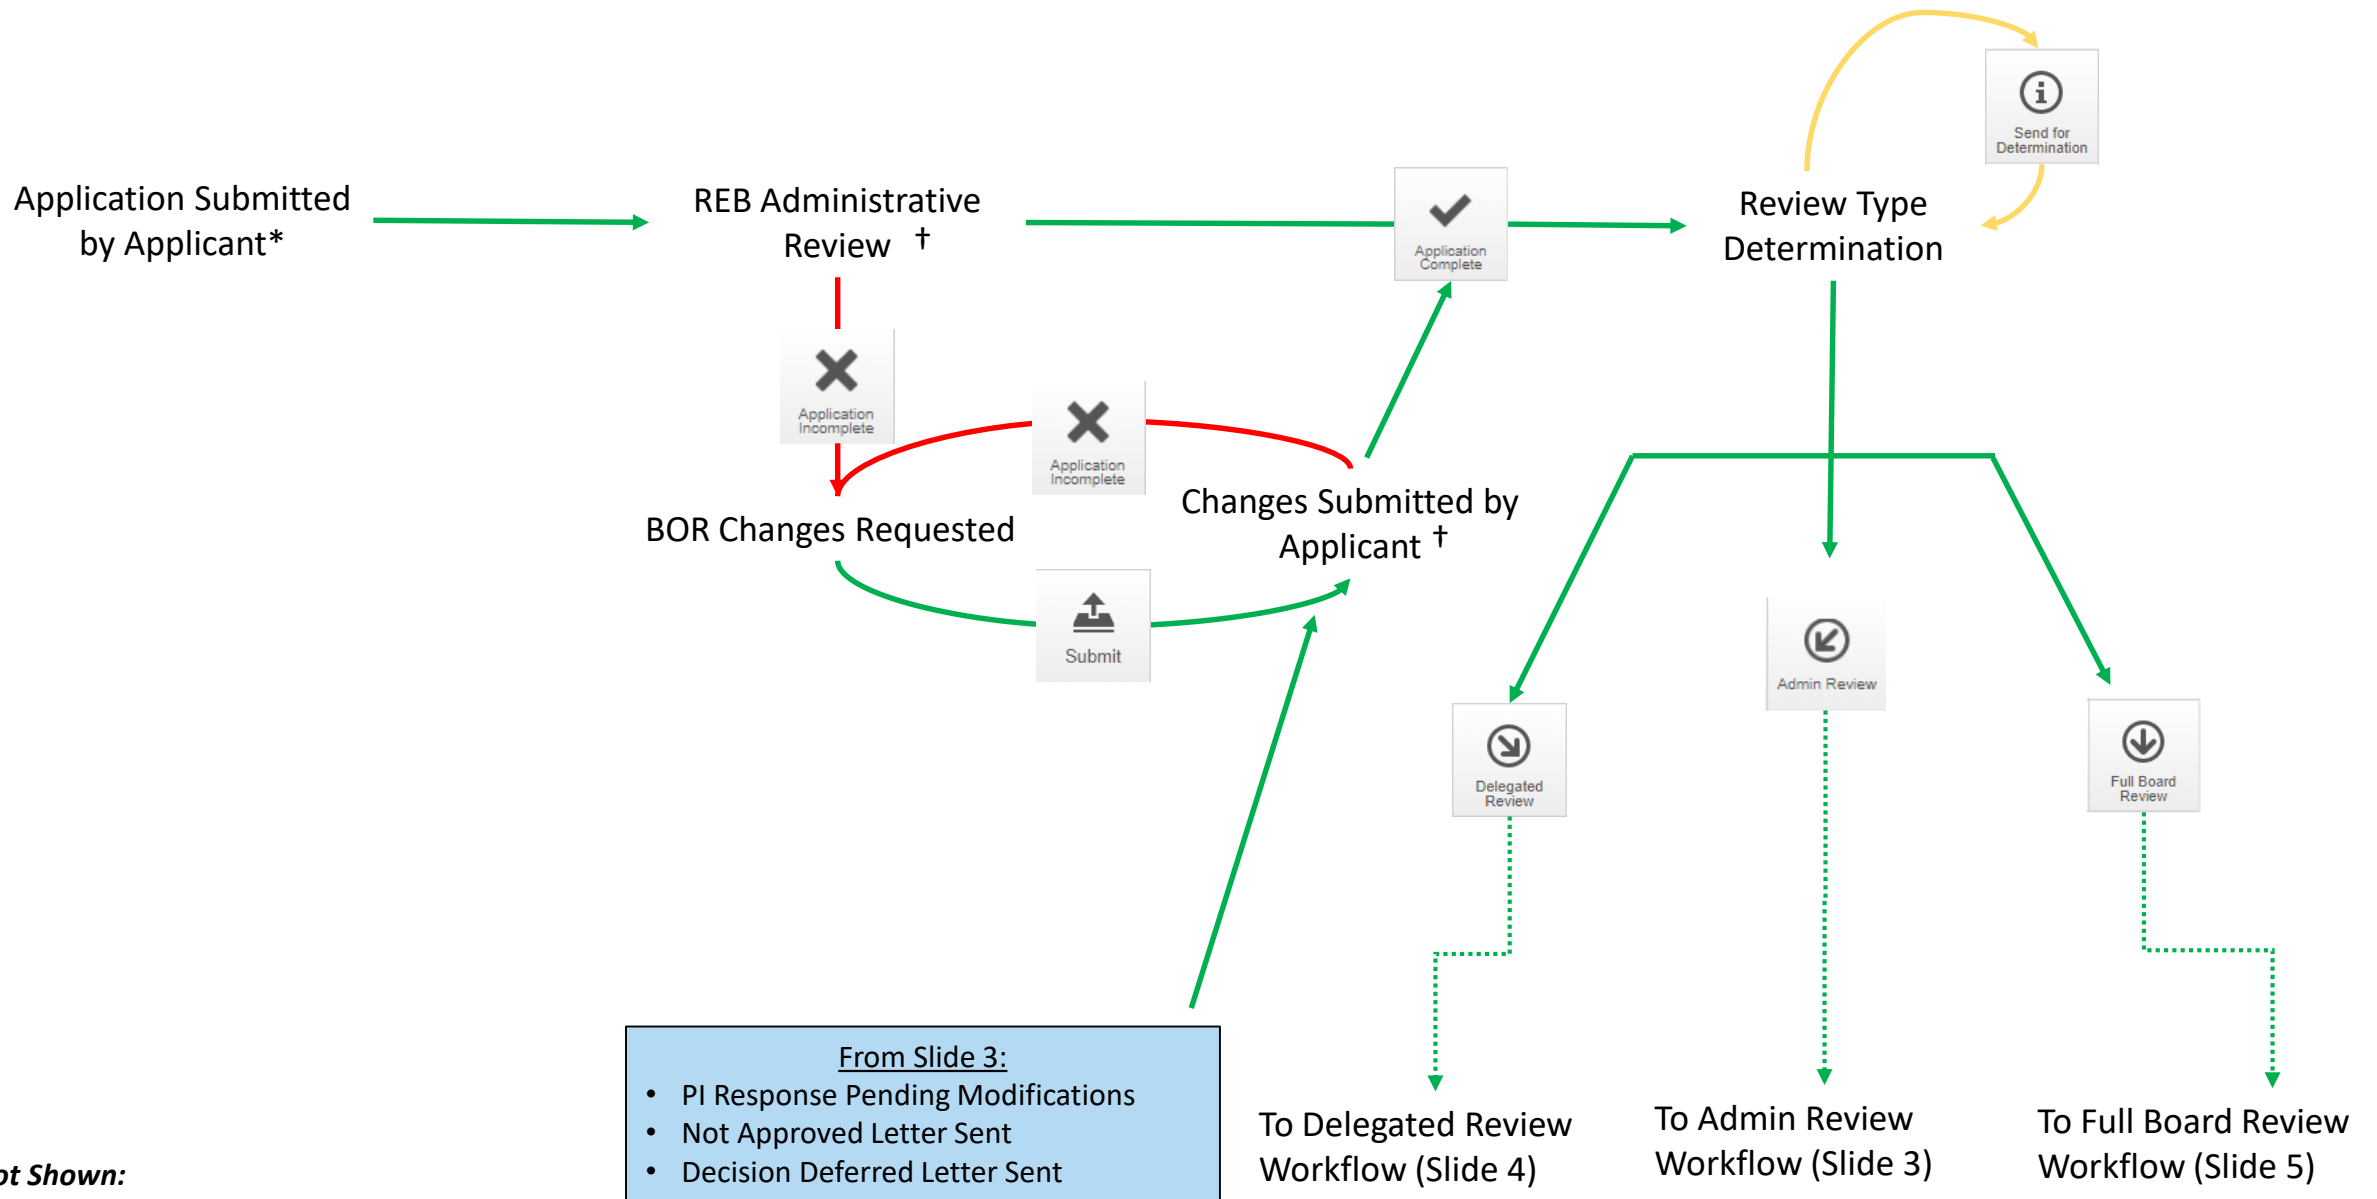 Send for
Determination
Application Submitted
by Applicant*
REB Administrative
Review †
Application
Complete
Review Type
Determination
Application
Incomplete
Application
Incomplete
BOR Changes Requested
Changes Submitted by
Applicant †
Submit
Admin Review
Delegated
Review
Full Board
Review
From Slide 3:
• PI Response Pending Modifications
• Not Approved Letter Sent
• Decision Deferred Letter Sent
To Delegated Review
Workflow (Slide 4)
To Admin Review
Workflow (Slide 3)
To Full Board Review
Workflow (Slide 5)
ot Shown: